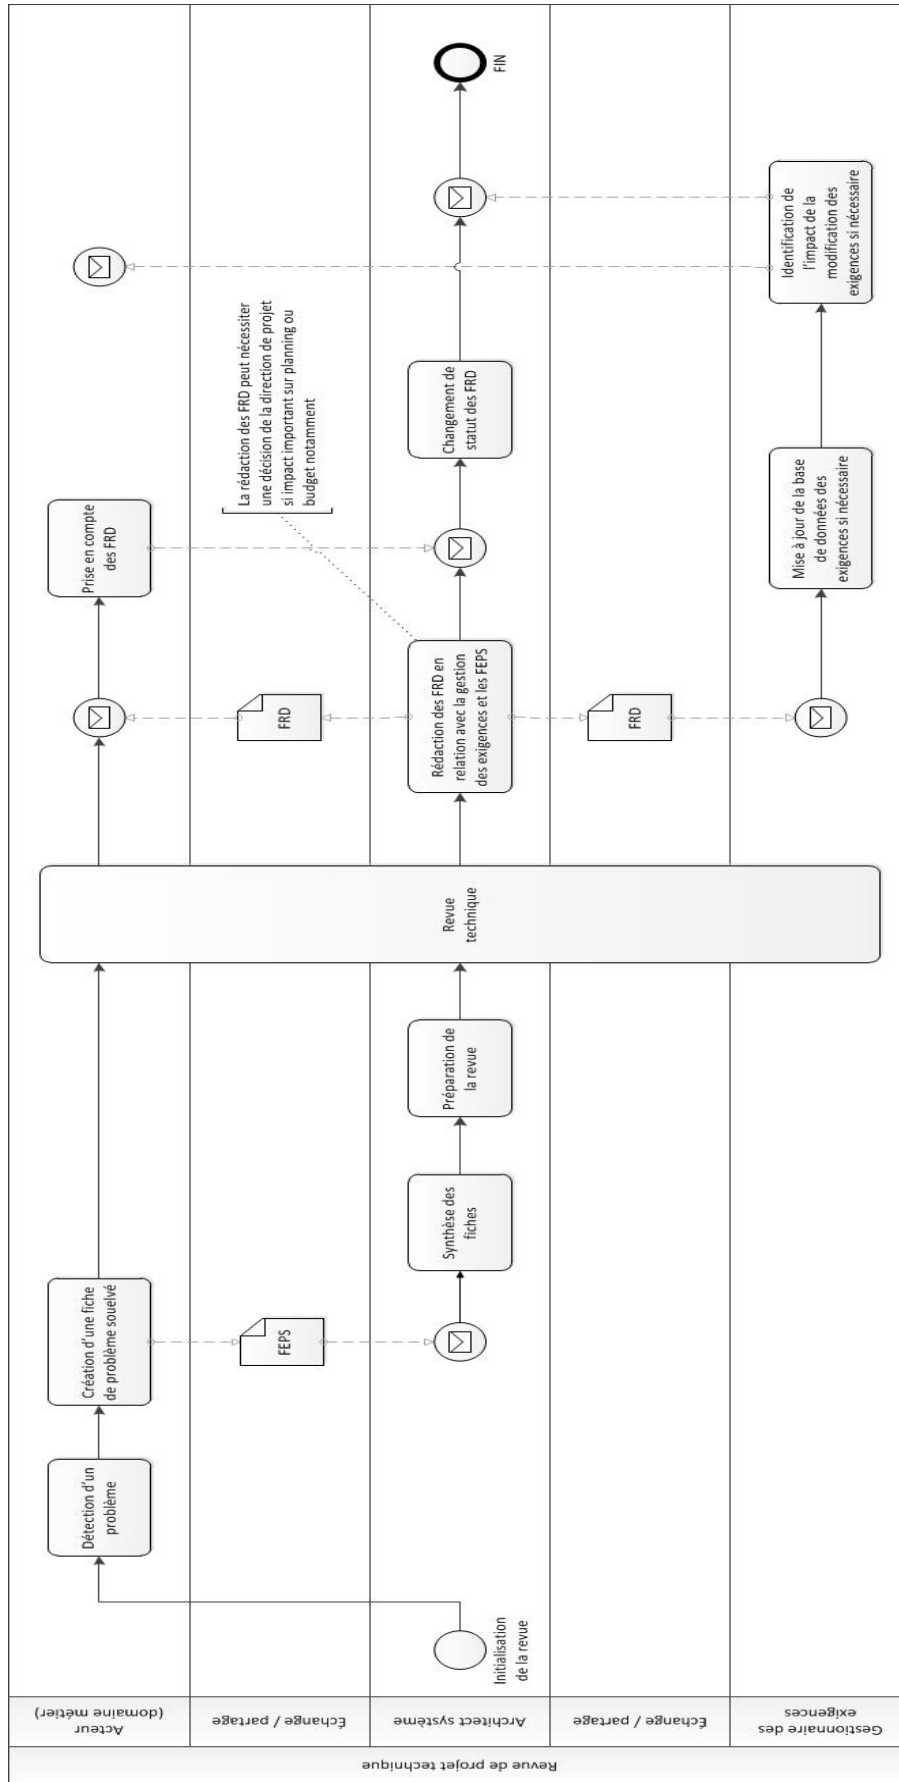 Revue de projet technique
Acteur
(domaine métier)
Échange / partage
Architect système
Échange / partage
Gestionnaire des
exigences
Initialisation
de la revue
Détection d'un
problème
Création d'une fiche
de problème souelvé
FEPS
Synthèse des
fiches
Préparation de
la revue
Revue
technique
FRD
Rédaction des FRD en
relation avec la gestion
des exigences et les FEPS
FRD
Prise en compte
des FRD
La rédaction des FRD peut nécessiter
une décision de la direction de projet
si impact important sur planning ou
budget notamment
Changement de
statut des FRD
Mise à jour de la base
de données des
exigences si nécessaire
Identification de
l'impact de la
modification des
exigences si nécessaire
FIN